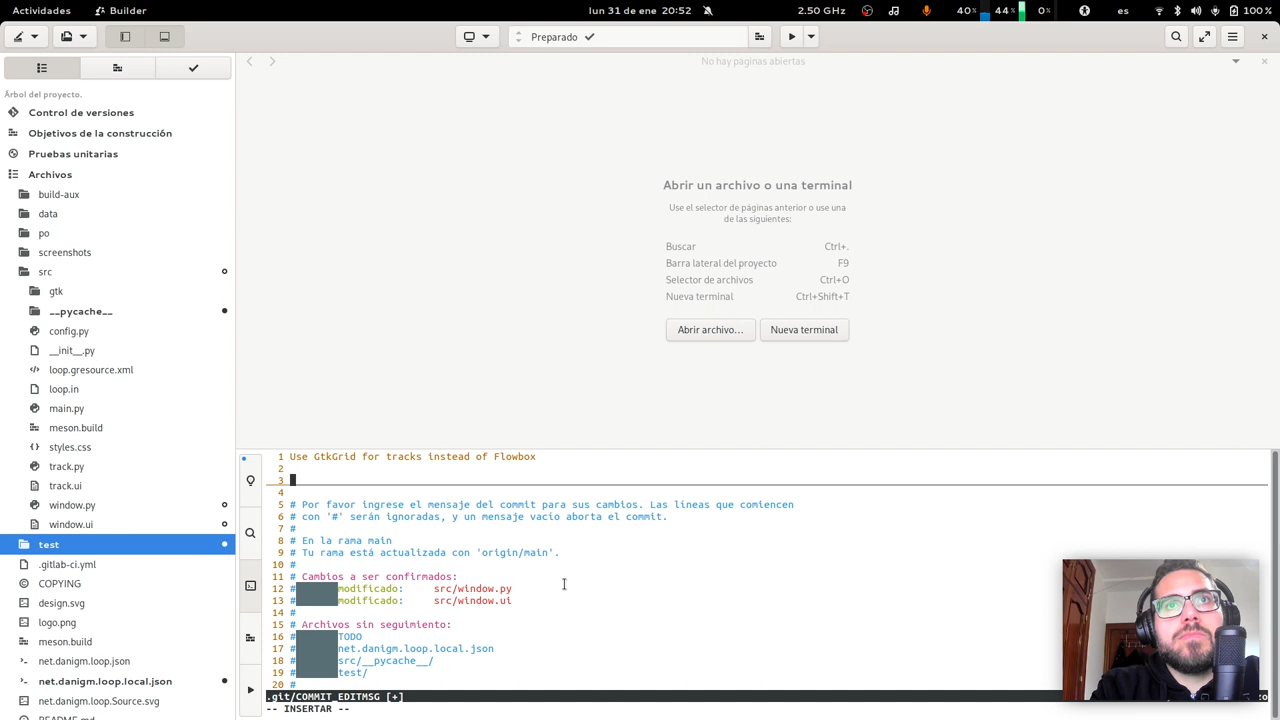 Actividades
Builder
lun 31 de ene 20:52
2.50 GHz
40%
44%
0%
es
100 %
Preparado
Árbol del proyecto.
Control de versiones
Objetivos de la construcción
Pruebas unitarias
Archivos
build-aux
data
po
screenshots
src
gtk
__pycache__
config.py
__init__.py
loop.gresource.xml
loop.in
main.py
meson.build
styles.css
track.py
track.ui
window.py
window.ui
test
.gitlab-ci.yml
COPYING
design.svg
logo.png
meson.build
net.danigm.loop.json
net.danigm.loop.local.json
net.danigm.loop.Source.svg
README.md
No hay páginas abiertas
Abrir un archivo o una terminal
Use el selector de páginas anterior o use una
de las siguientes:
Buscar Ctrl+.
Barra lateral del proyecto F9
Selector de archivos Ctrl+O
Nueva terminal Ctrl+Shift+T
Abrir archivo…
Nueva terminal
1 Use GtkGrid for tracks instead of Flowbox
2
3
4
5 # Por favor ingrese el mensaje del commit para sus cambios. Las líneas que comiencen
6 # con '#' serán ignoradas, y un mensaje vacío aborta el commit.
7 #
8 # En la rama main
9 # Tu rama está actualizada con 'origin/main'.
10 #
11 # Cambios a ser confirmados:
12 # modificado: src/window.py
13 # modificado: src/window.ui
14 #
15 # Archivos sin seguimiento:
16 # TODO
17 # net.danigm.loop.local.json
18 # src/__pycache__/
19 # test/
20 #
.git/COMMIT_EDITMSG [+]
-- INSERTAR --